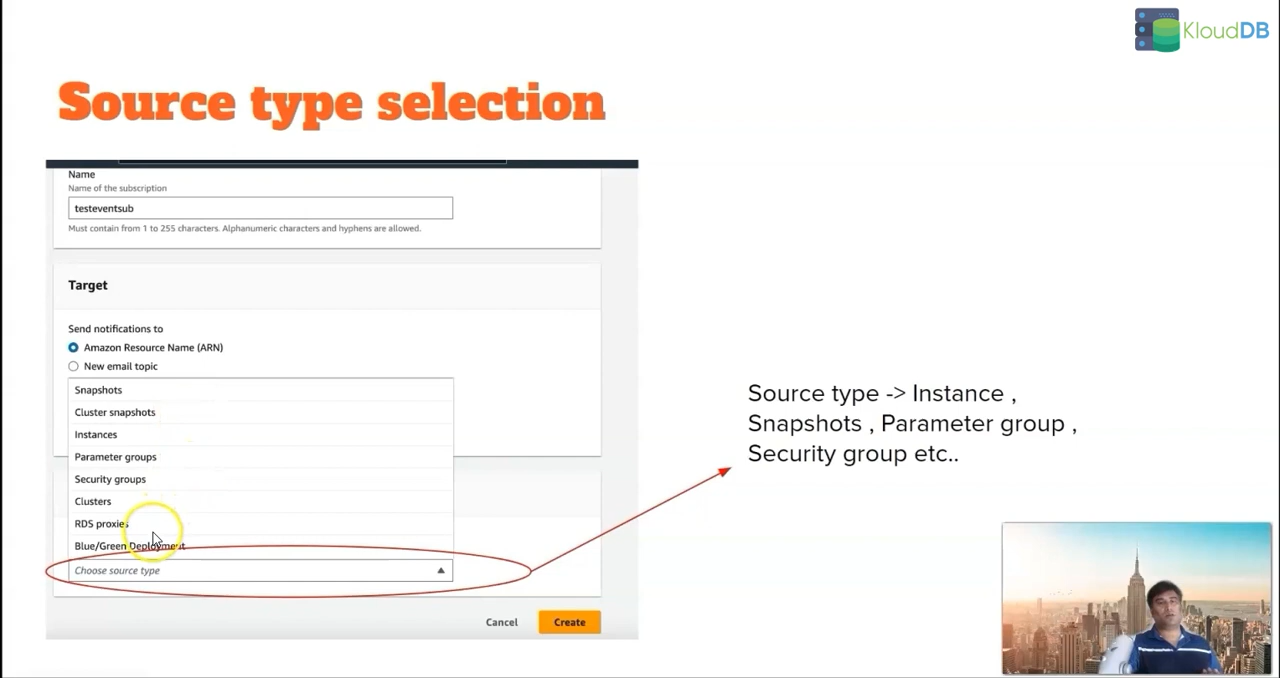 KloudDB
Source type selection
Name
Name of the subscription
testeventsub
Must contain from 1 to 255 characters. Alphanumeric characters and hyphens are allowed.
Target
Send notifications to
Amazon Resource Name (ARN)
New email topic
Snapshots
Cluster snapshots
Instances
Parameter groups
Security groups
Clusters
RDS proxies
Blue/Green Deployment
Choose source type
Cancel
Create
Source type -> Instance ,
Snapshots , Parameter group ,
Security group etc..